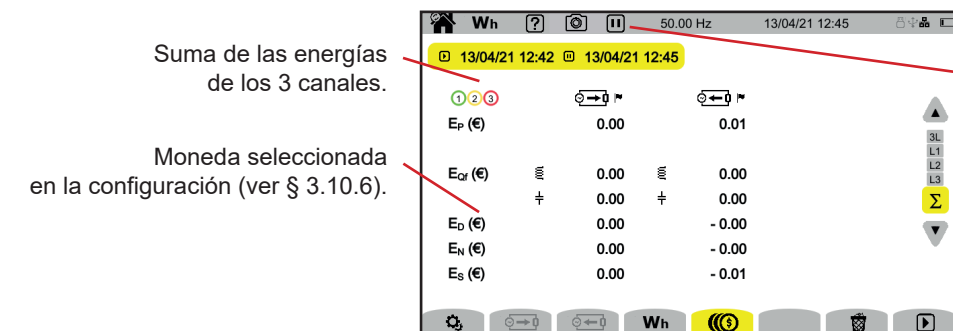 Wh ? 50.00 Hz 13/04/21 12:45
13/04/21 12:42 13/04/21 12:45
Suma de las energías
de los 3 canales.
1 2 3
EP (€) 0.00 0.01
Moneda seleccionada
en la configuración (ver § 3.10.6).
EQf (€) 0.00 0.00
0.00 0.00
ED (€) 0.00 - 0.00
EN (€) 0.00 - 0.00
ES (€) 0.00 - 0.01
3L
L1
L2
L3
Σ
Wh $